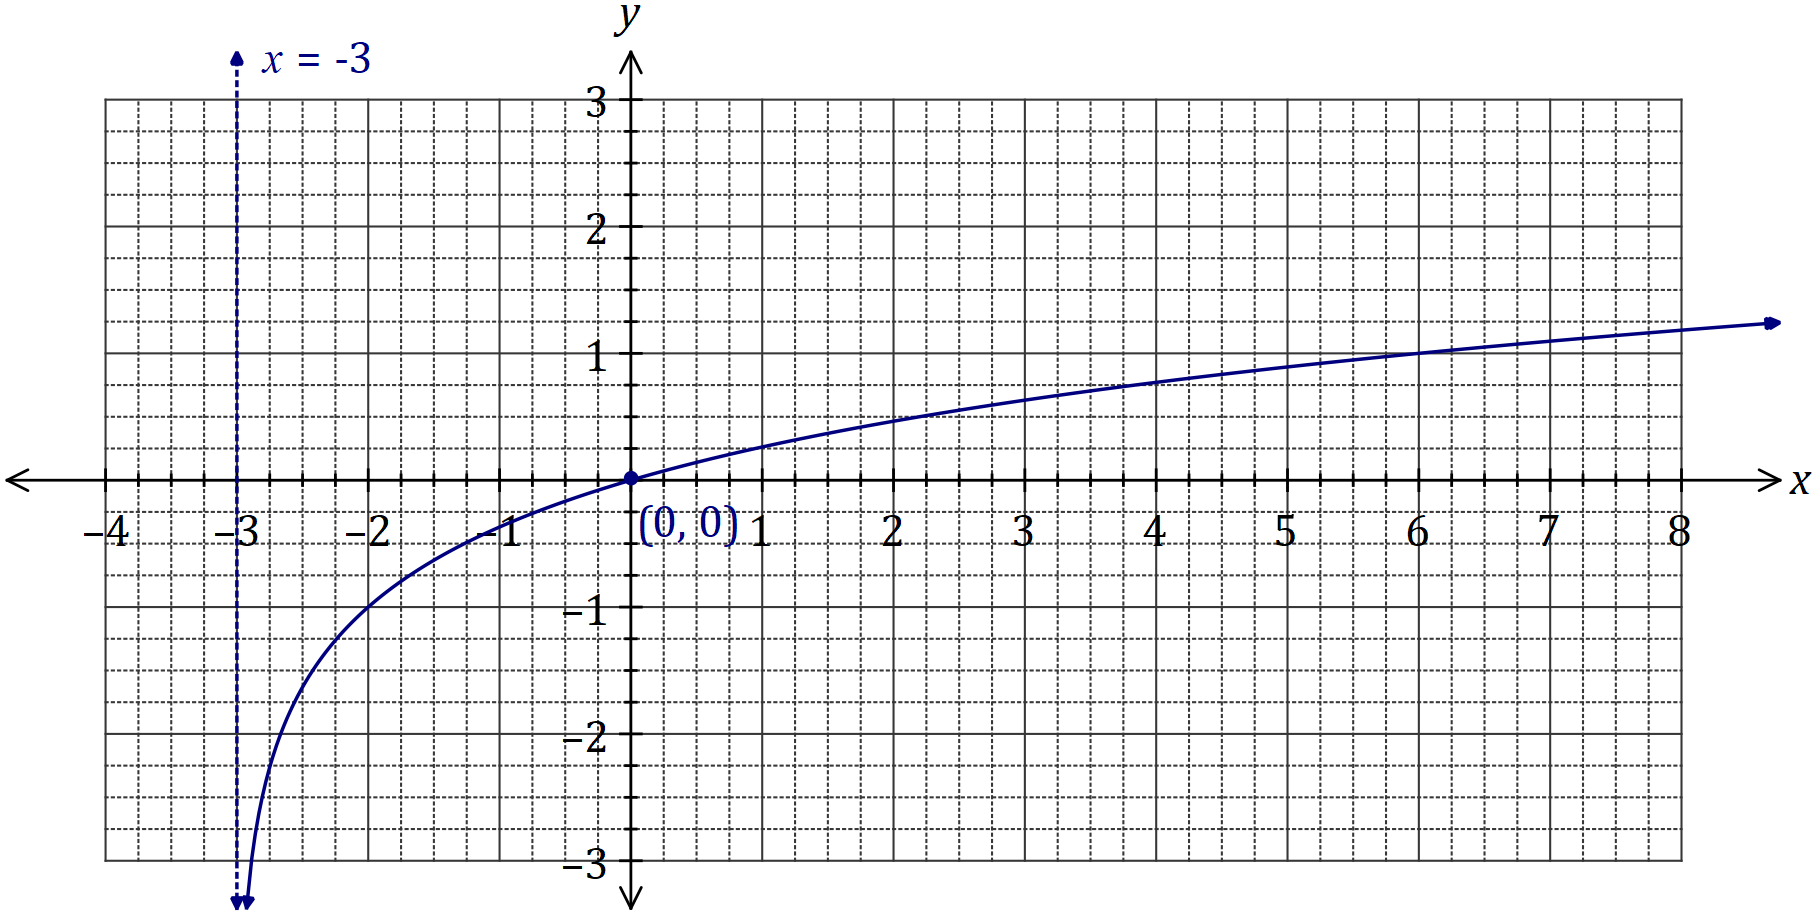 y
x = -3
3
2
1
x
–4 –3 –2 –1 (0, 0) 1 2 3 4 5 6 7 8
–1
–2
–3